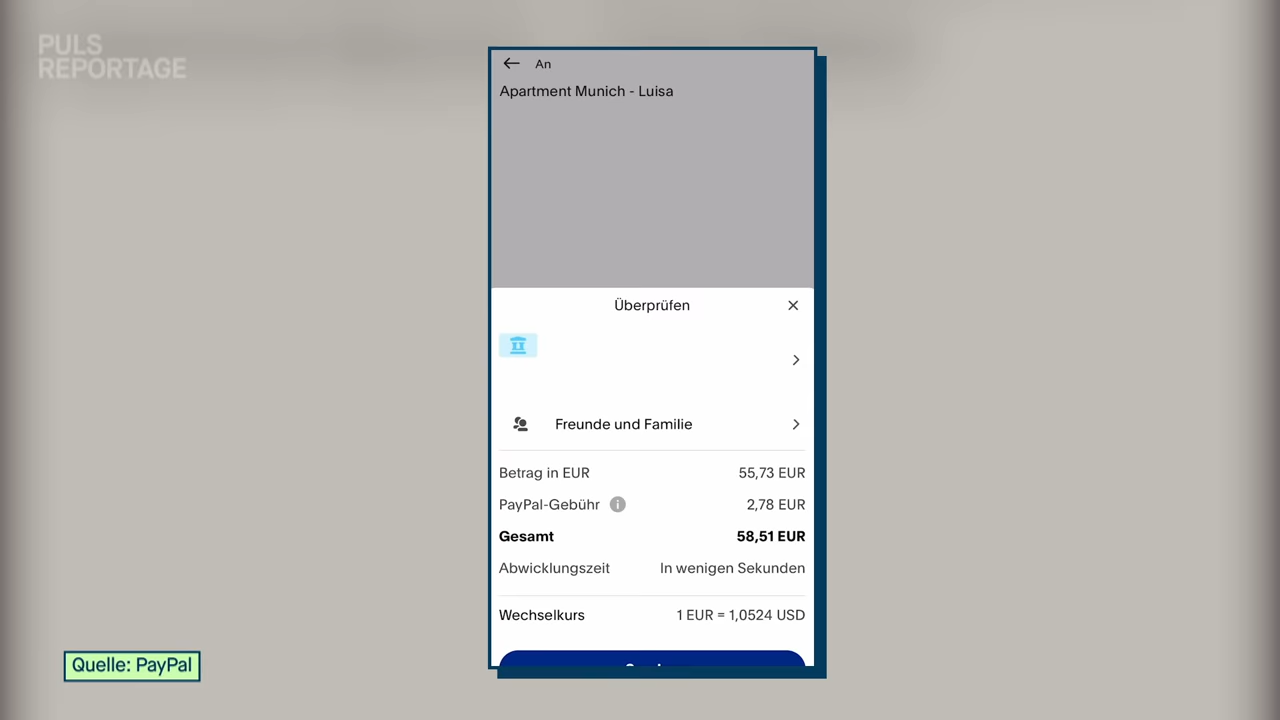 PULS
REPORTAGE
An
Apartment Munich - Luisa
Überprüfen
Freunde und Familie
Betrag in EUR 55,73 EUR
PayPal-Gebühr 2,78 EUR
Gesamt 58,51 EUR
Abwicklungszeit In wenigen Sekunden
Wechselkurs 1 EUR = 1,0524 USD
Quelle: PayPal